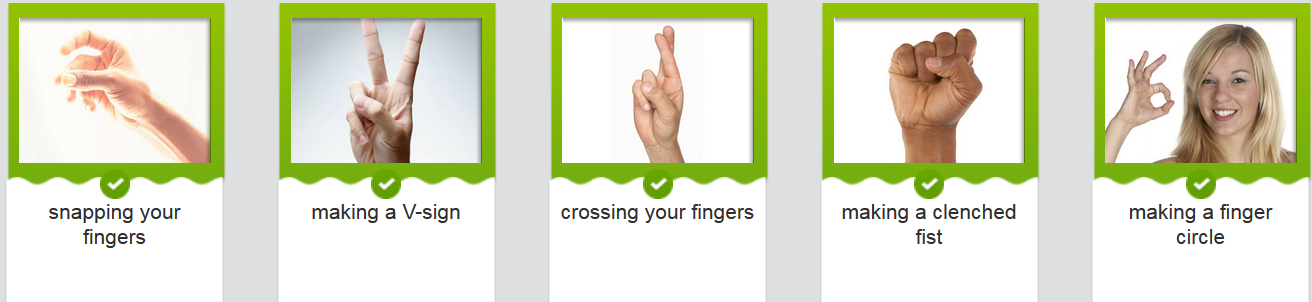 snapping your
fingers
making a V-sign
crossing your fingers
making a clenched
fist
making a finger
circle